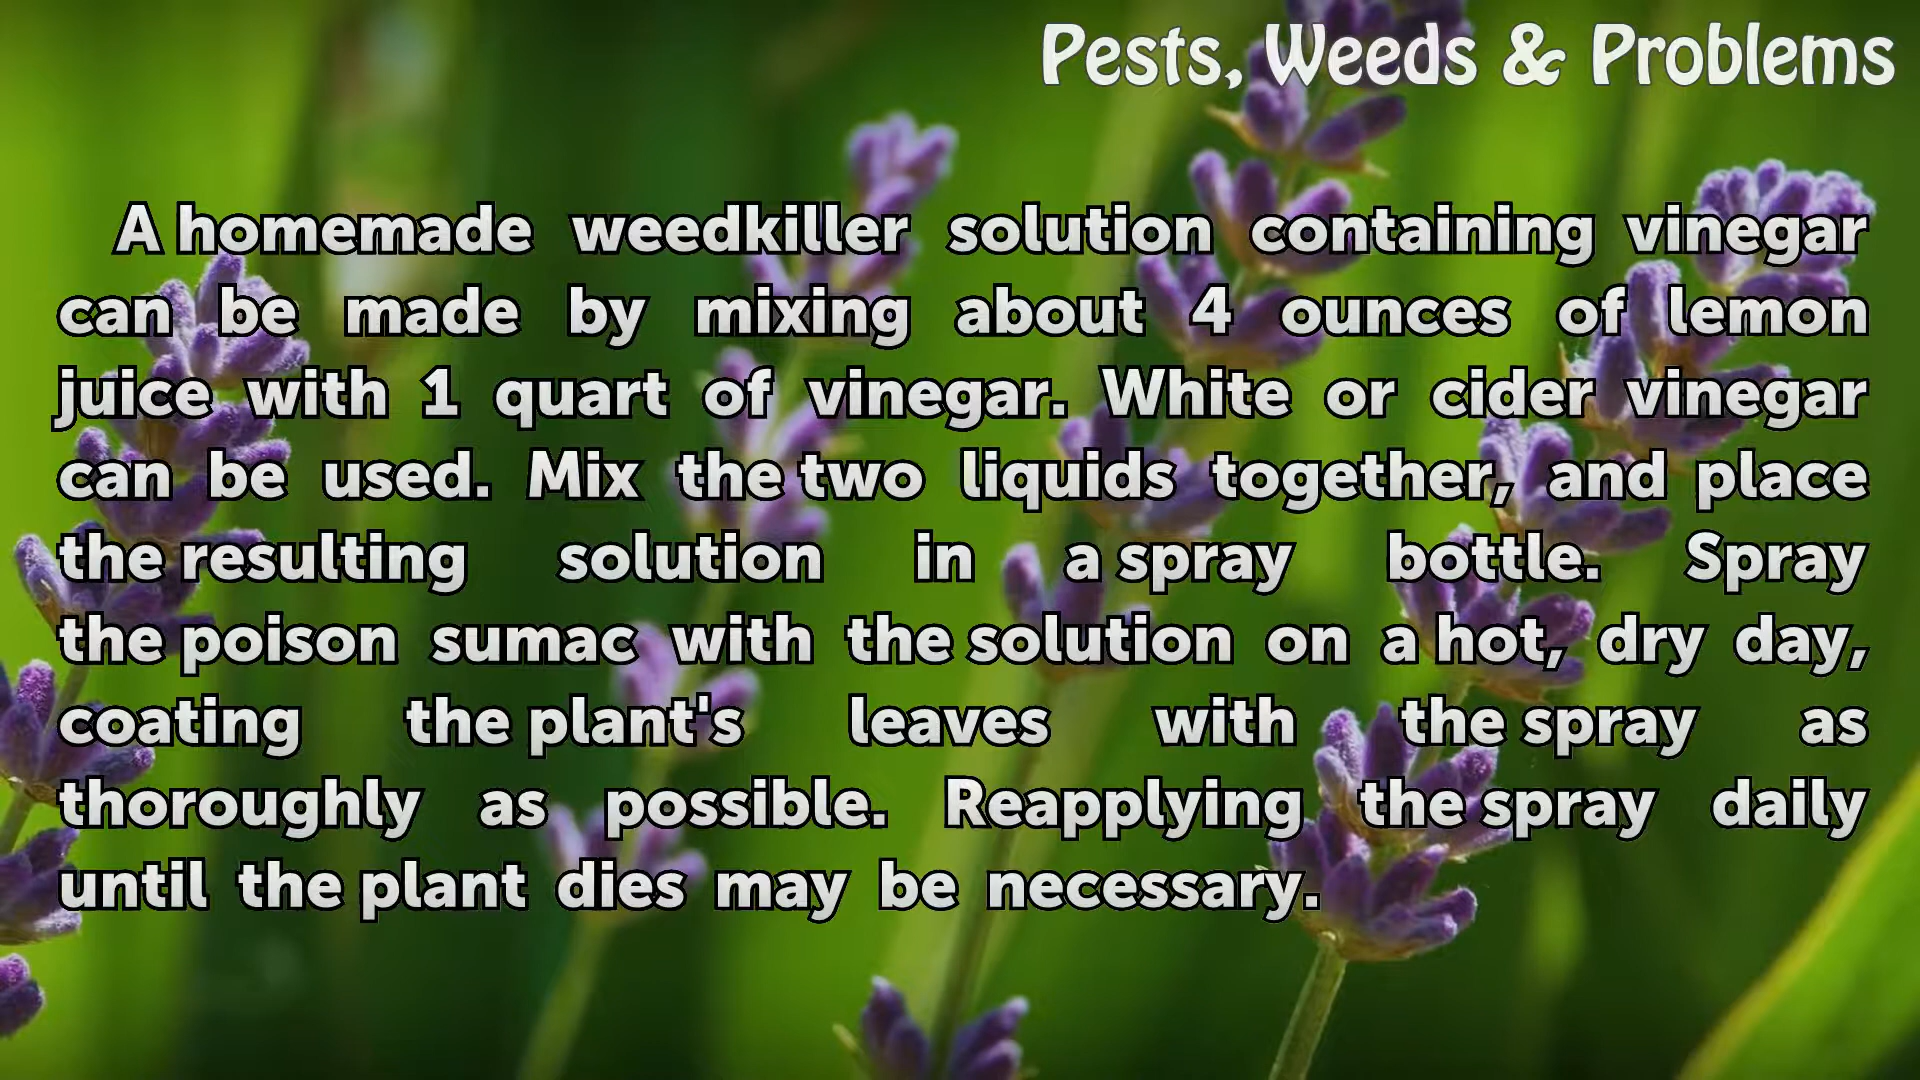 Pests, Weeds & Problems
A homemade weedkiller solution containing vinegar
can be made by mixing about 4 ounces of lemon
juice with 1 quart of vinegar. White or cider vinegar
can be used. Mix the two liquids together, and place
the resulting solution in a spray bottle. Spray
the poison sumac with the solution on a hot, dry day,
coating the plant's leaves with the spray as
thoroughly as possible. Reapplying the spray daily
until the plant dies may be necessary.